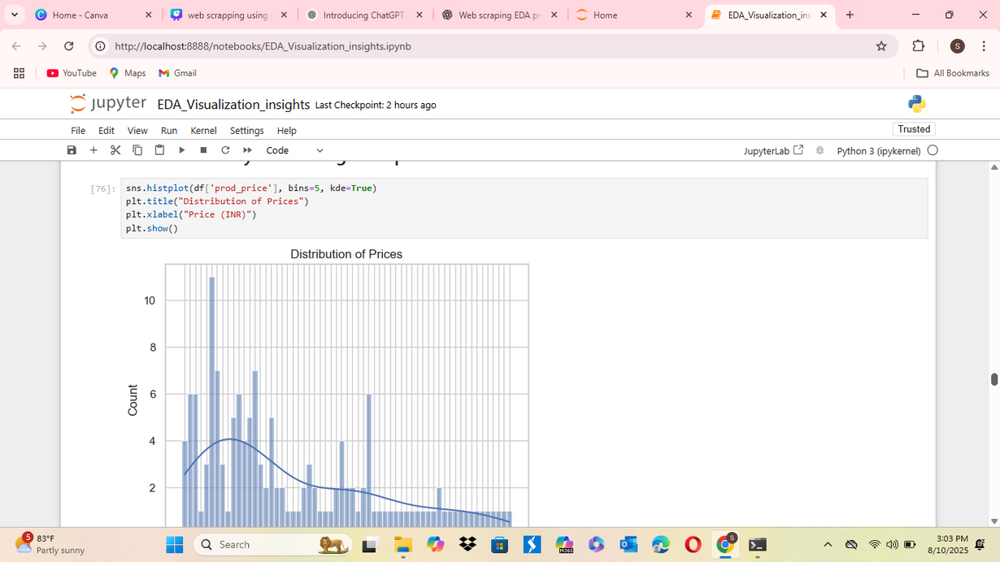 Home - Canva
web scrapping using
Introducing ChatGPT
Web scraping EDA pr
Home
EDA_Visualization_ins
http://localhost:8888/notebooks/EDA_Visualization_insights.ipynb
S
YouTube
Maps
Gmail
All Bookmarks
jupyter EDA_Visualization_insights Last Checkpoint: 2 hours ago
File Edit View Run Kernel Settings Help
Trusted
Code
JupyterLab
Python 3 (ipykernel)
[76]:
sns.histplot(df['prod_price'], bins=5, kde=True)
plt.title("Distribution of Prices")
plt.xlabel("Price (INR)")
plt.show()
Distribution of Prices
10
8
6
4
2
Count
5
83°F
Partly sunny
Search
M365
S
3:03 PM
8/10/2025